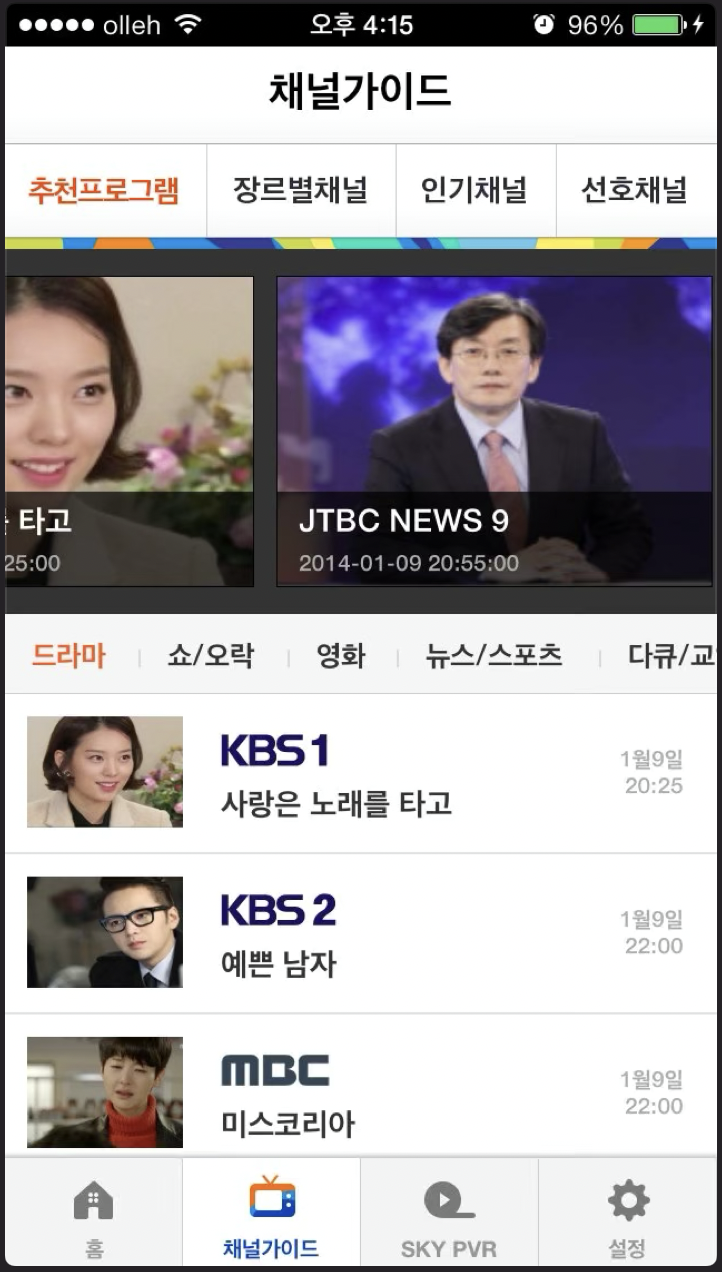 olleh 오후 4:15 96%
채널가이드
추천프로그램 장르별채널 인기채널 선호채널
타고
25:00
JTBC NEWS 9
2014-01-09 20:55:00
드라마 쇼/오락 영화 뉴스/스포츠 다큐/교
KBS 1
사랑은 노래를 타고
1월9일
20:25
KBS 2
예쁜 남자
1월9일
22:00
MBC
미스코리아
1월9일
22:00
홈 채널가이드 SKY PVR 설정